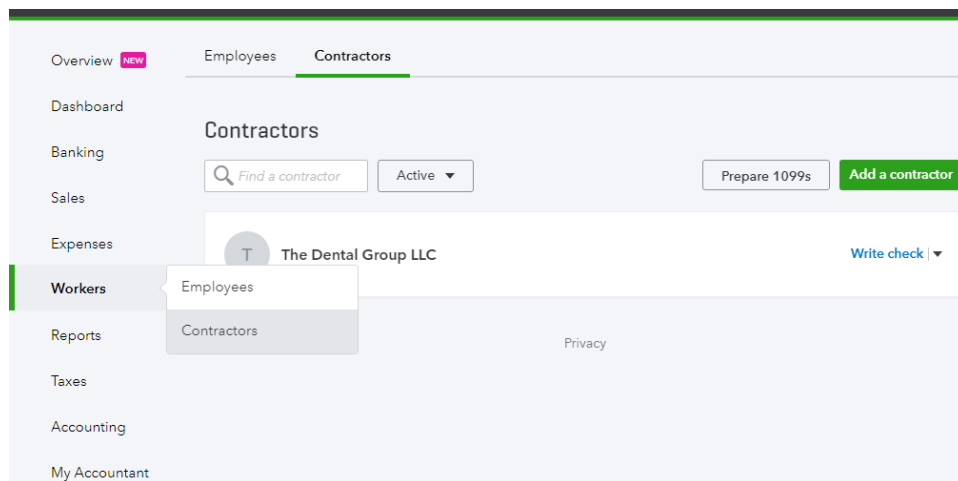 Overview NEW
Employees Contractors
Dashboard
Contractors
Banking
Find a contractor Active Prepare 1099s Add a contractor
Sales
Expenses
T The Dental Group LLC Write check
Workers
Employees
Contractors
Reports
Privacy
Taxes
Accounting
My Accountant